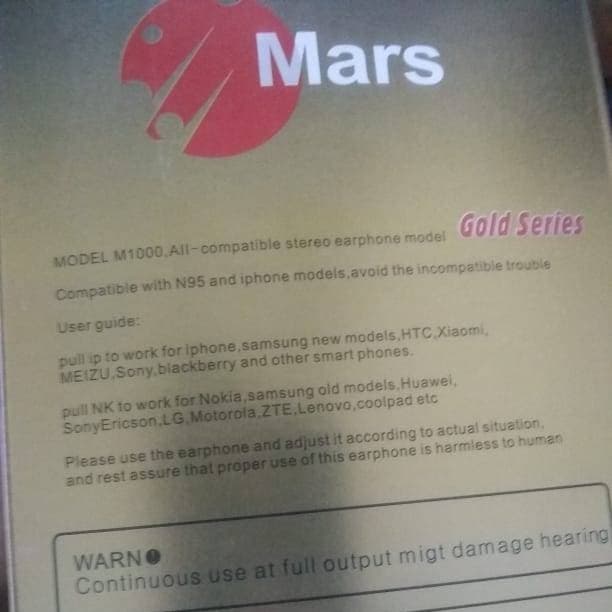 Mars
MODEL M1000,All-compatible stereo earphone model Gold Series
Compatible with N95 and iphone models,avoid the incompatible trouble
User guide:
pull ip to work for iphone,samsung new models,HTC,Xiaomi,
MEIZU,Sony,blackberry and other smart phones.
pull NK to work for Nokia,samsung old models,Huawei,
SonyEricson,LG,Motorola,ZTE,Lenovo,coolpad etc
Please use the earphone and adjust it according to actual situation,
and rest assure that proper use of this earphone is harmless to human
WARN!
Continuous use at full output migt damage hearing